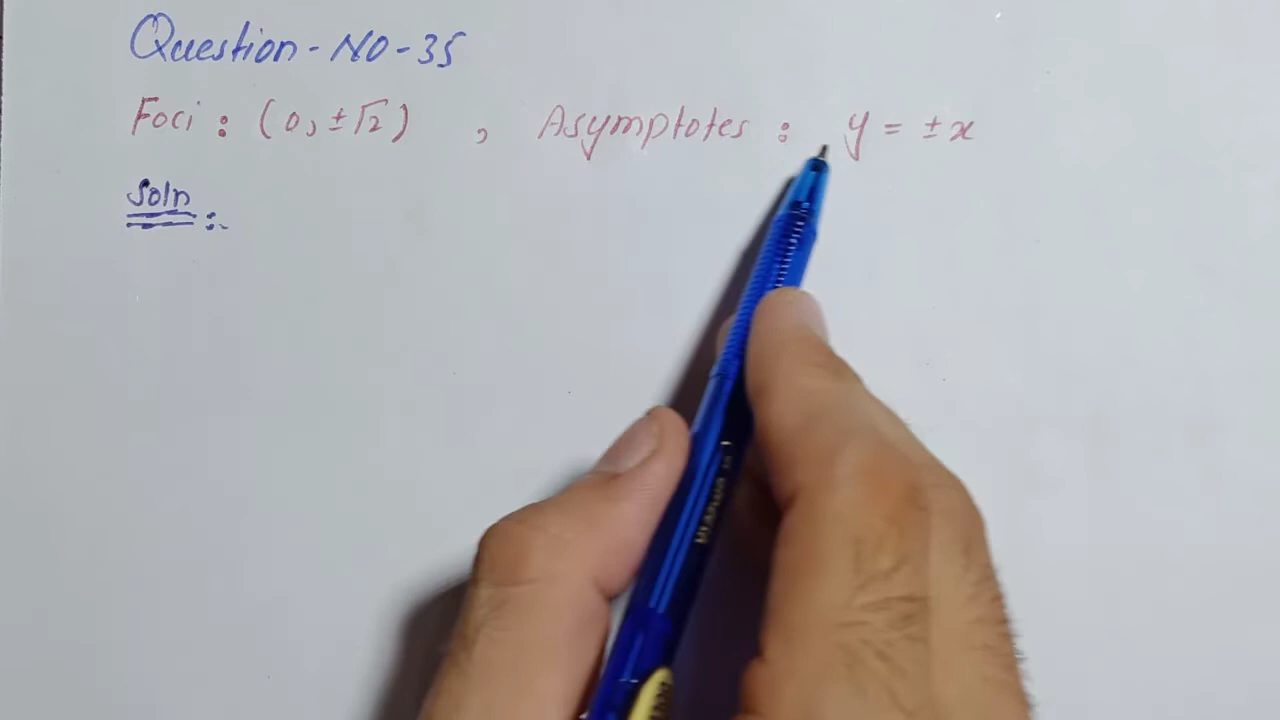 Question-NO-35
Foci : (0, ±√2) , Asymptotes : y = ±x
Soln :-